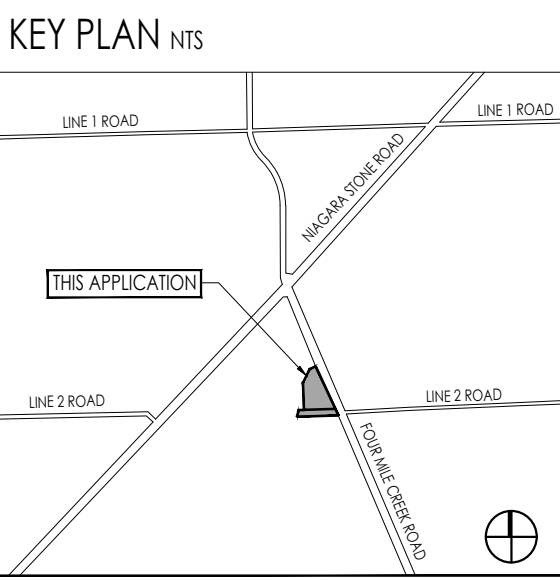 KEY PLAN NTS
LINE 1 ROAD
LINE 1 ROAD
NIAGARA STONE ROAD
THIS APPLICATION
LINE 2 ROAD
LINE 2 ROAD
FOUR MILE CREEK ROAD